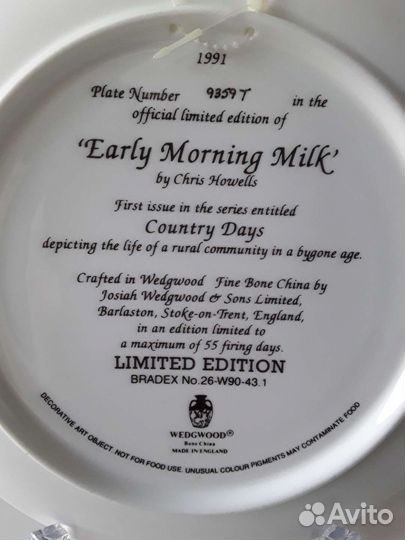 1991
Plate Number 9359T in the
official limited edition of
'Early Morning Milk'
by Chris Howells
First issue in the series entitled
Country Days
depicting the life of a rural community in a bygone age.
Crafted in Wedgwood Fine Bone China by
Josiah Wedgwood & Sons Limited,
Barlaston, Stoke-on-Trent, England,
in an edition limited to
a maximum of 55 firing days.
LIMITED EDITION
BRADEX No.26-W90-43.1
WEDGWOOD®
Bone China
MADE IN ENGLAND
DECORATIVE ART OBJECT. NOT FOR FOOD USE. UNUSUAL COLOUR PIGMENTS MAY CONTAMINATE FOOD
Avito